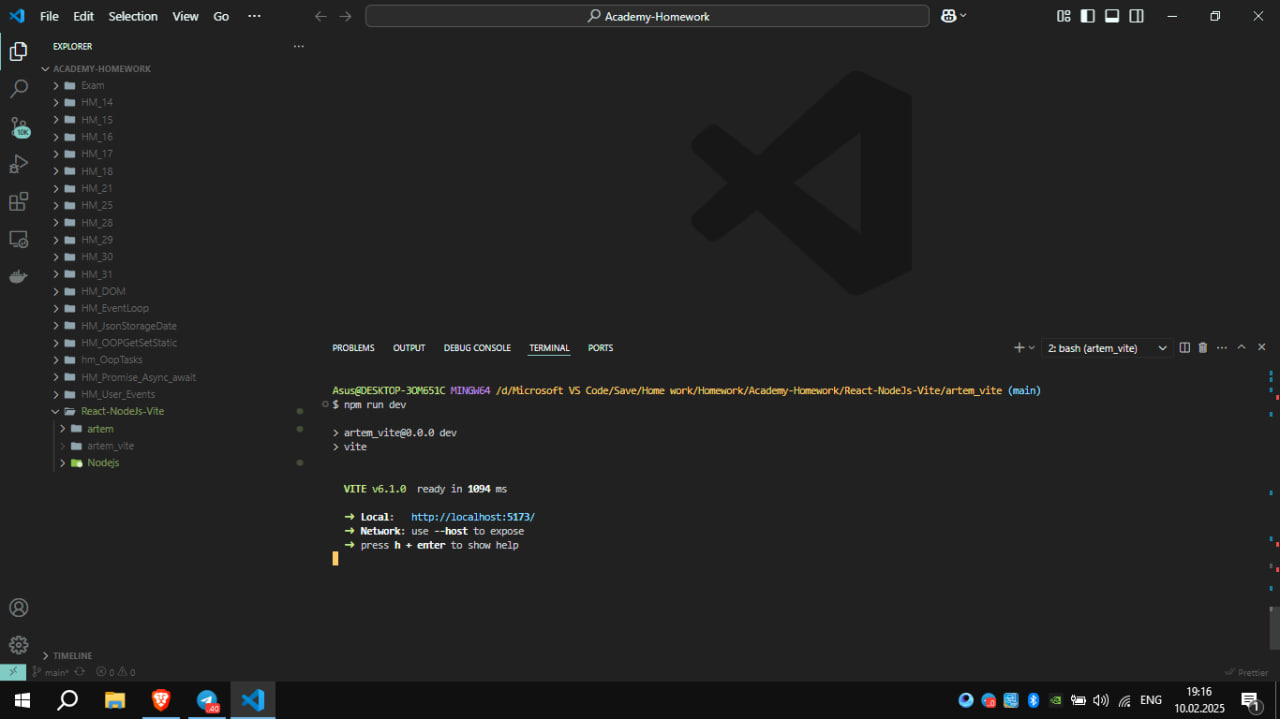 File Edit Selection View Go ··· Academy-Homework
EXPLORER ···
ACADEMY-HOMEWORK
Exam
HM_14
HM_15
HM_16
HM_17
HM_18
HM_21
HM_25
HM_28
HM_29
HM_30
HM_31
HM_DOM
HM_EventLoop
HM_JsonStorageDate
HM_OOPGetSetStatic
hm_OopTasks
HM_Promise_Async_await
HM_User_Events
React-NodeJs-Vite
artem
artem_vite
Nodejs
TIMELINE
10K
PROBLEMS OUTPUT DEBUG CONSOLE TERMINAL PORTS 2: bash (artem_vite) ···
Asus@DESKTOP-3OM651C MINGW64 /d/Microsoft VS Code/Save/Home work/Homework/Academy-Homework/React-NodeJs-Vite/artem_vite (main)
$ npm run dev
> artem_vite@0.0.0 dev
> vite
VITE v6.1.0 ready in 1094 ms
➜ Local: http://localhost:5173/
➜ Network: use --host to expose
➜ press h + enter to show help
main* 0 0 Prettier
40 ENG 19:16
10.02.2025 1